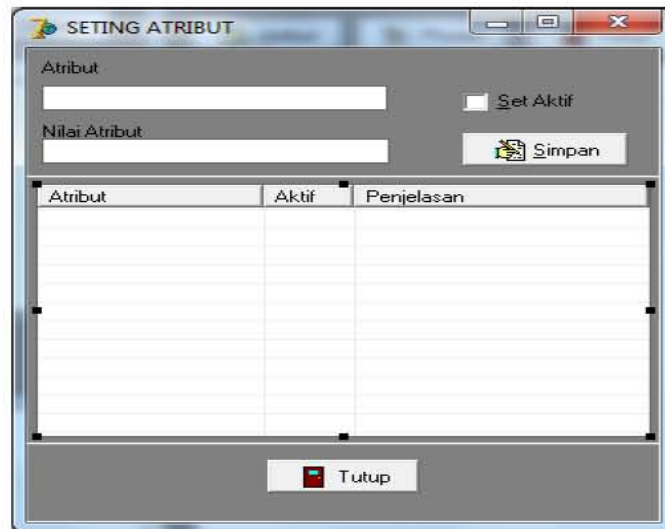 SETING ATRIBUT
Atribut
Set Aktif
Nilai Atribut
Simpan
Atribut Aktif Penjelasan
Tutup